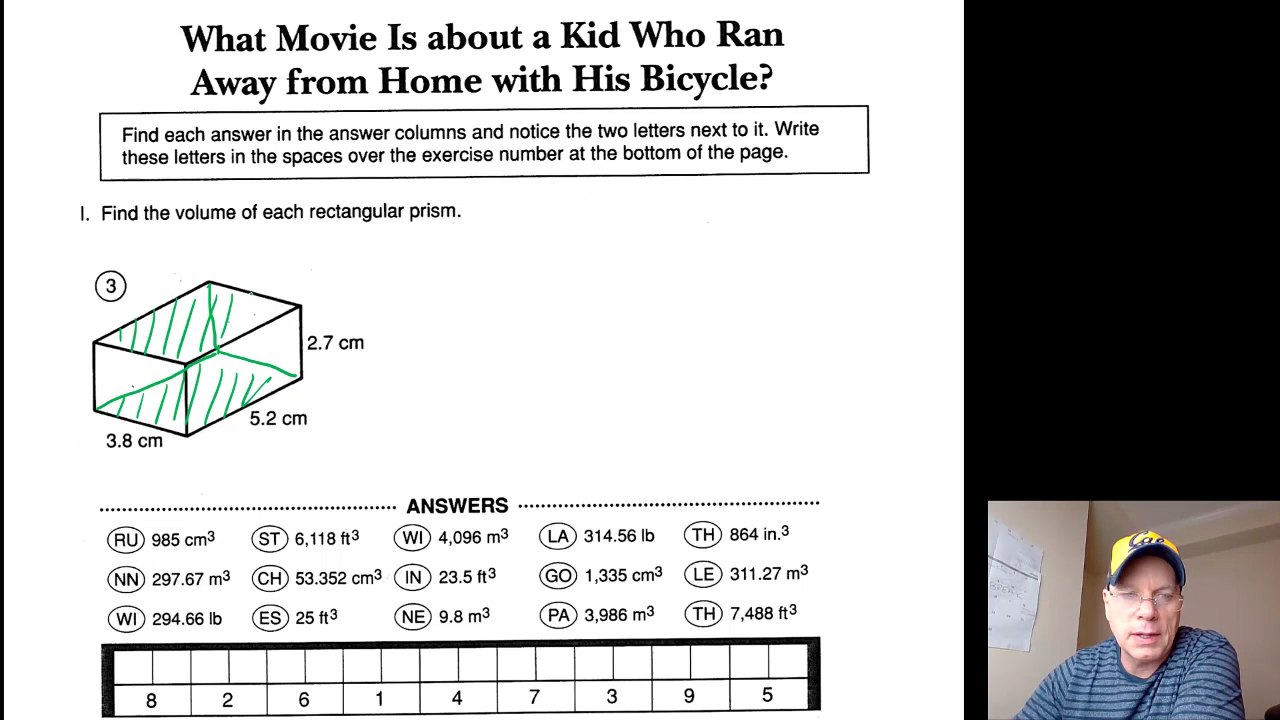 What Movie Is about a Kid Who Ran
Away from Home with His Bicycle?
Find each answer in the answer columns and notice the two letters next to it. Write
these letters in the spaces over the exercise number at the bottom of the page.
I. Find the volume of each rectangular prism.
3
2.7 cm
5.2 cm
3.8 cm
ANSWERS
RU 985 cm³ ST 6,118 ft³ WI 4,096 m³ LA 314.56 lb TH 864 in.³
NN 297.67 m³ CH 53.352 cm³ IN 23.5 ft³ GO 1,335 cm³ LE 311.27 m³
WI 294.66 lb ES 25 ft³ NE 9.8 m³ PA 3,986 m³ TH 7,488 ft³
8 2 6 1 4 7 3 9 5
Cal